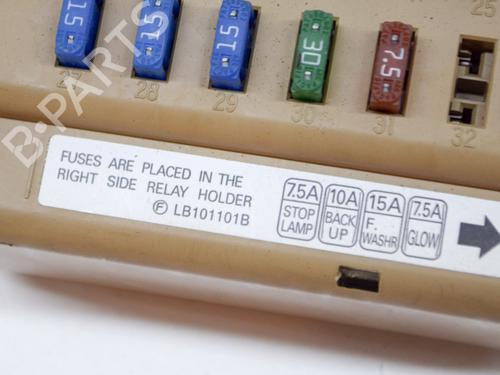 15 15 15 30 7.5 25
27 28 29 30 31 32
FUSES ARE PLACED IN THE
RIGHT SIDE RELAY HOLDER
F LB101101B
7.5A 10A 15A 7.5A
STOP BACK F. GLOW
LAMP UP WASHR
B-PARTS